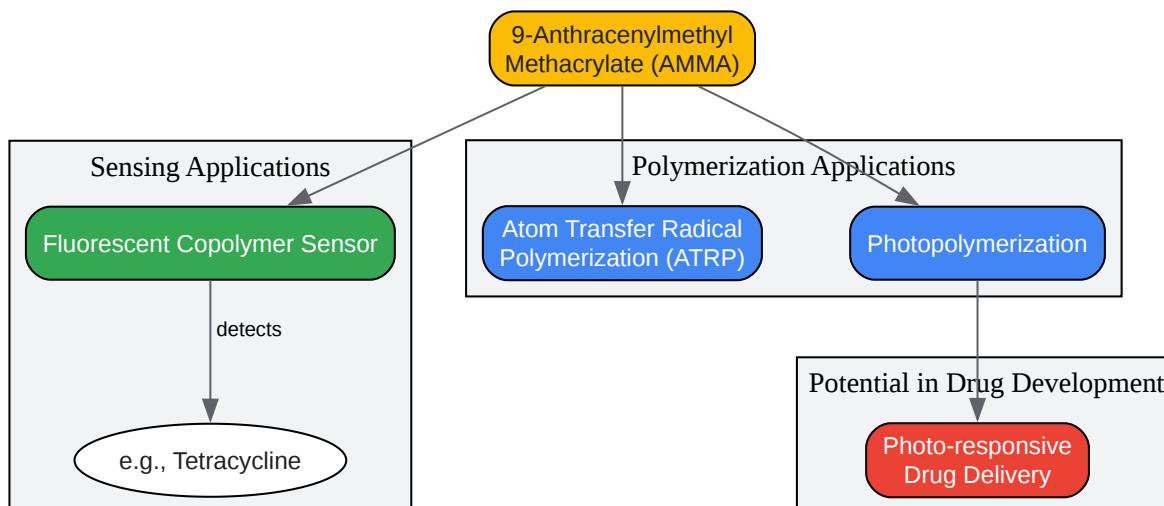 9-Anthracenylmethyl
Methacrylate (AMMA)
Sensing Applications
Polymerization Applications
Fluorescent Copolymer Sensor
Atom Transfer Radical
Polymerization (ATRP)
Photopolymerization
detects
Potential in Drug Development
e.g., Tetracycline
Photo-responsive
Drug Delivery